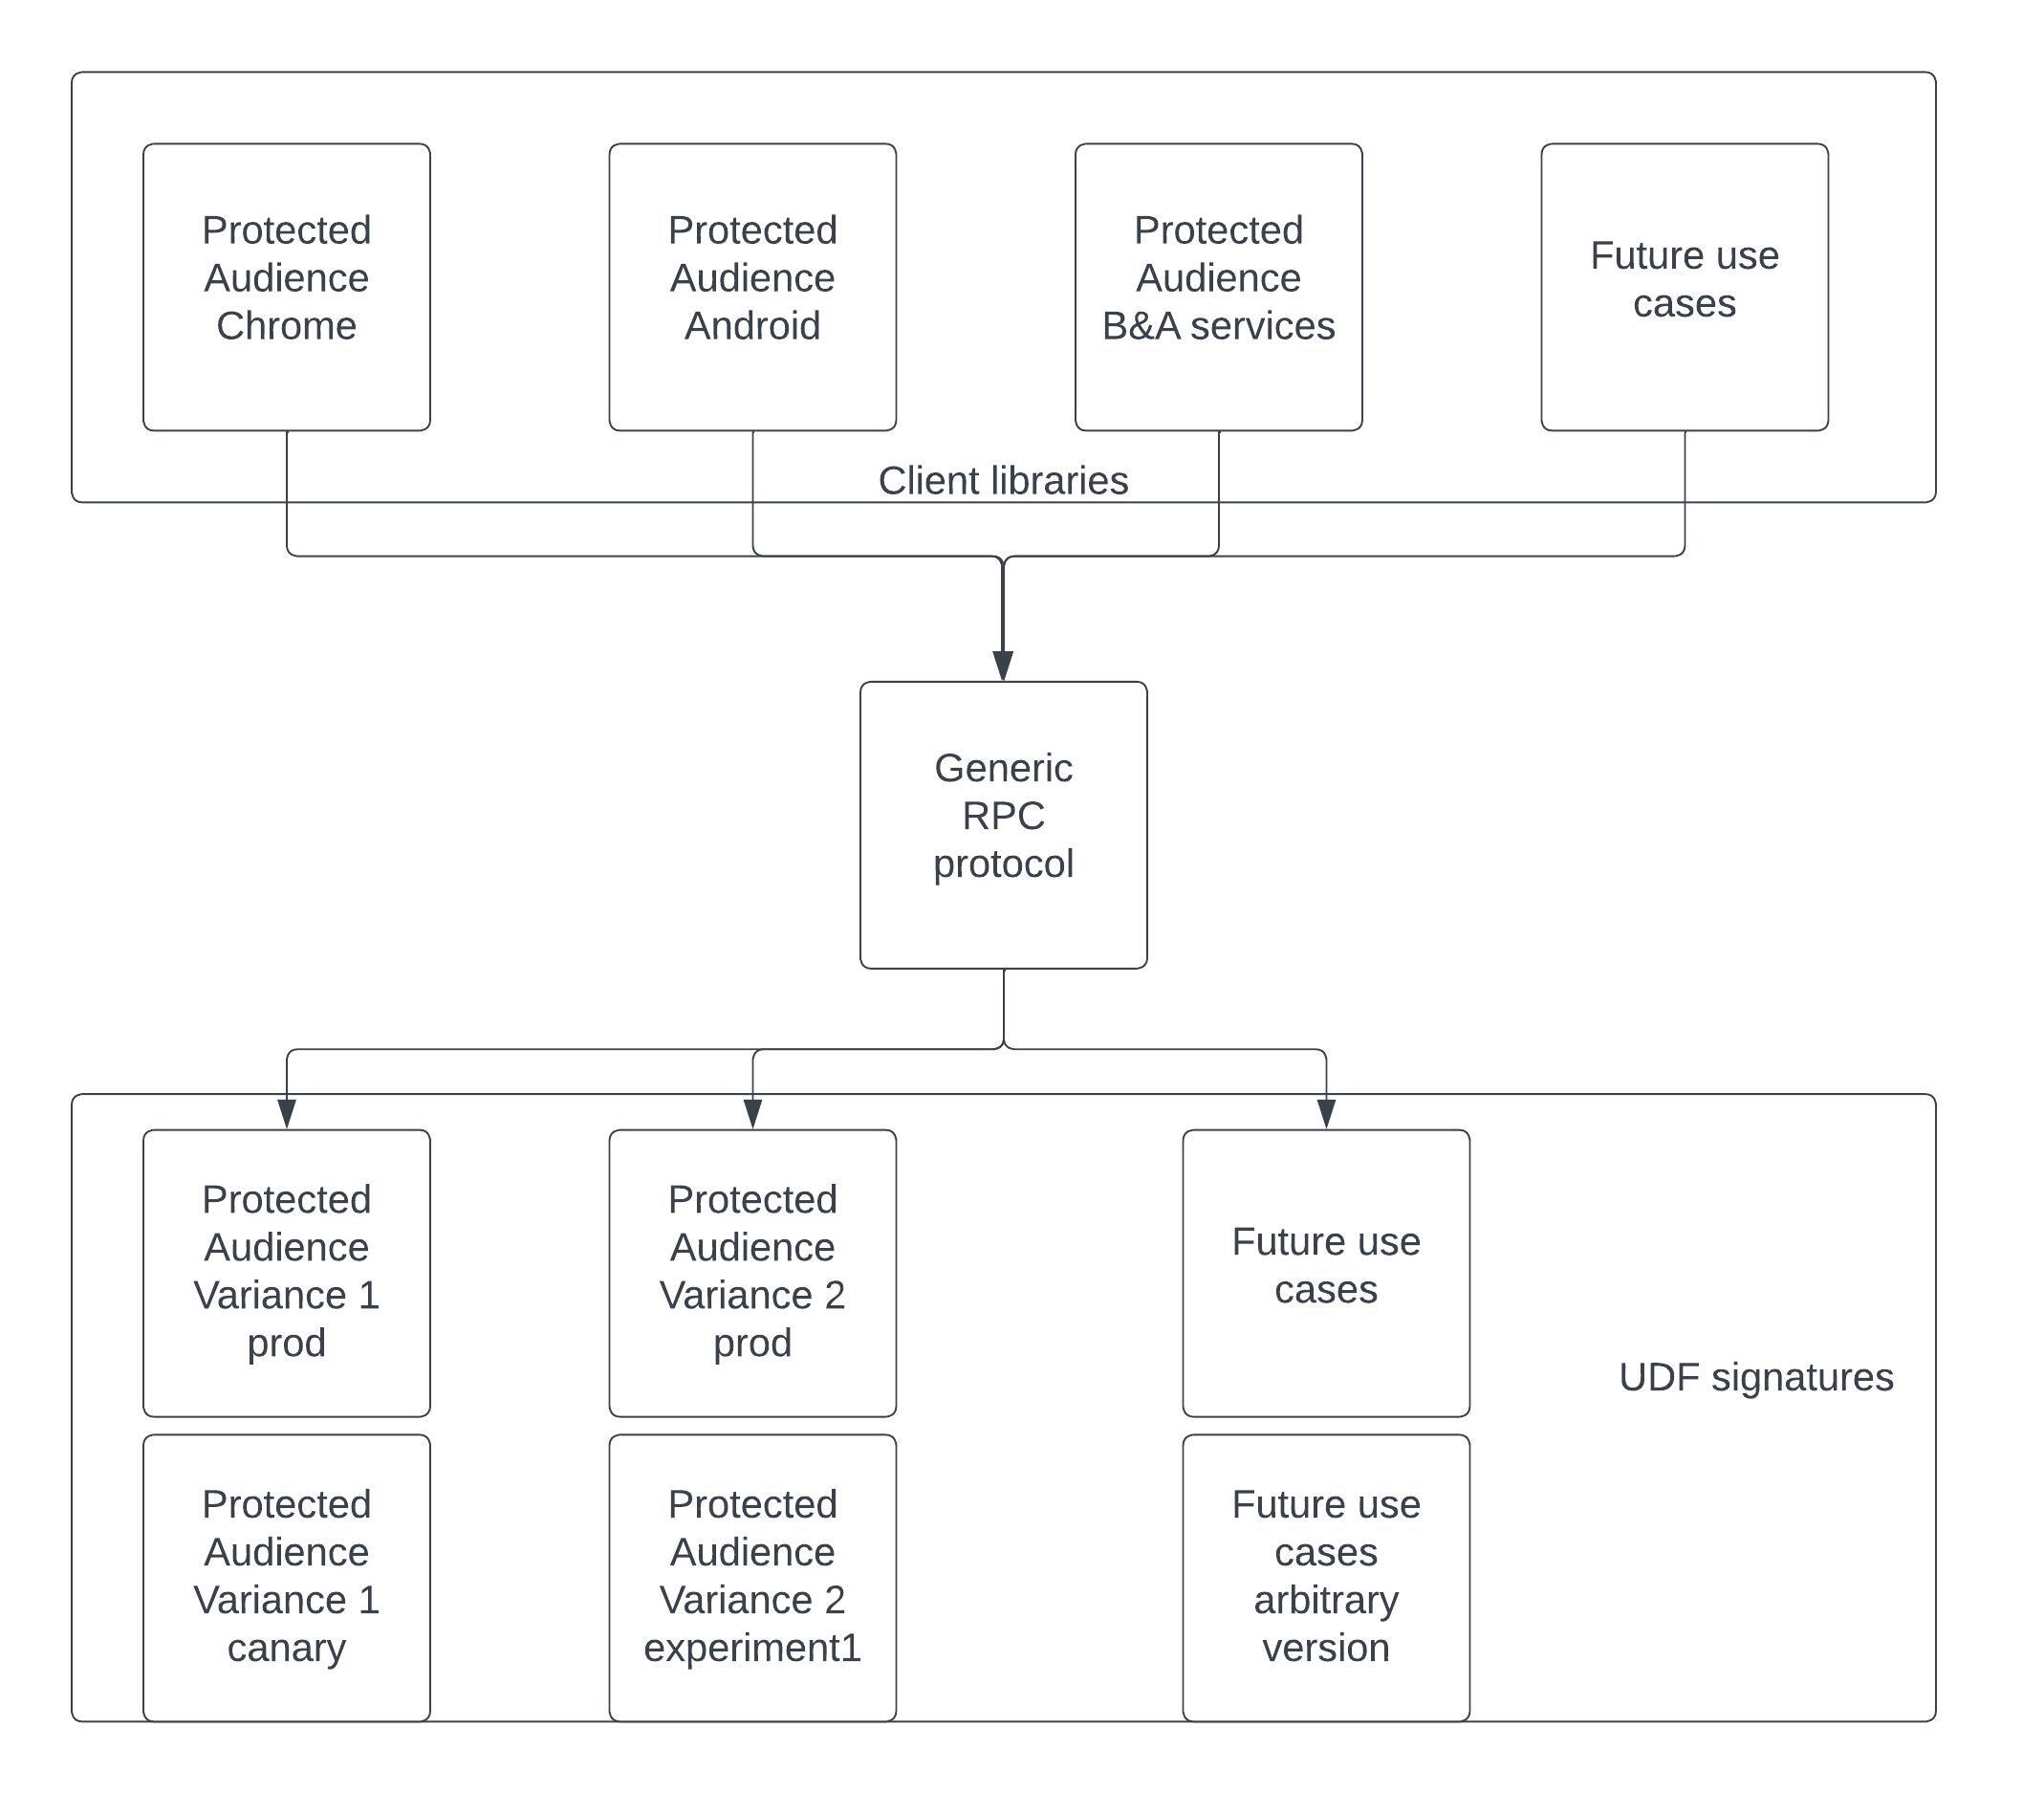 Protected
Audience
Chrome
Protected
Audience
Android
Protected
Audience
B&A services
Future use
cases
Client libraries
Generic
RPC
protocol
Protected
Audience
Variance 1
prod
Protected
Audience
Variance 2
prod
Future use
cases
UDF signatures
Protected
Audience
Variance 1
canary
Protected
Audience
Variance 2
experiment1
Future use
cases
arbitrary
version